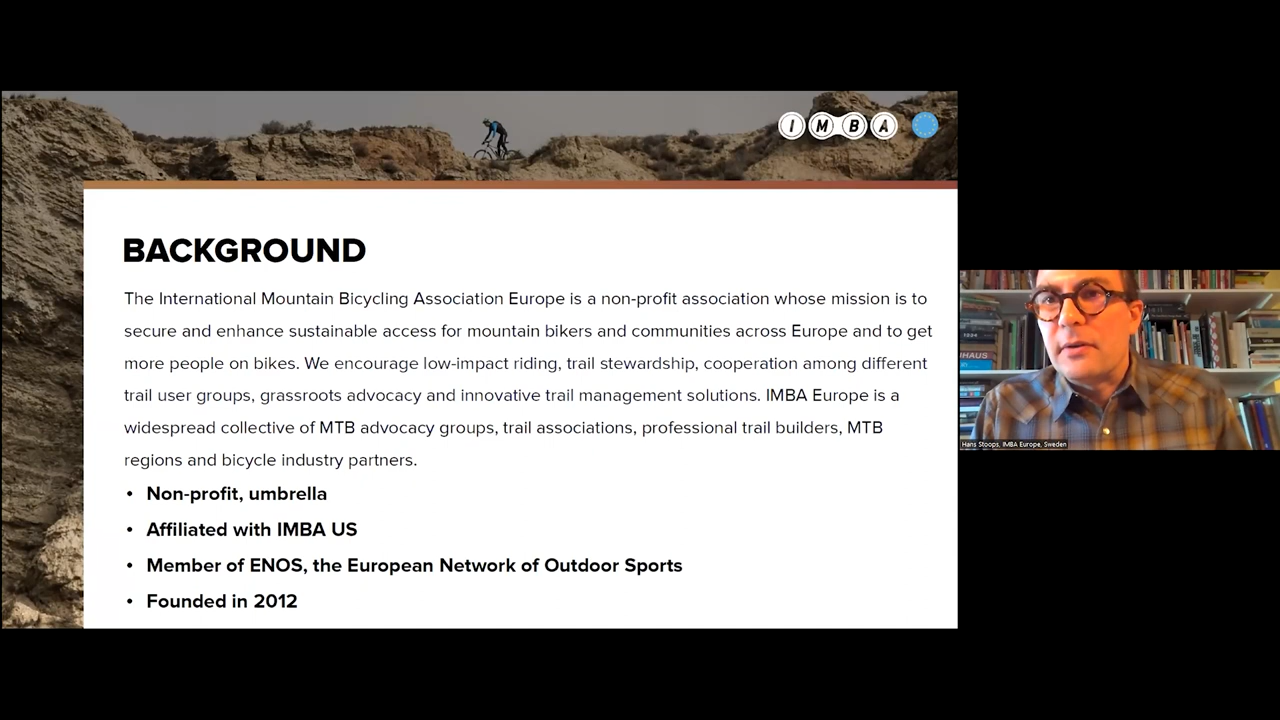 IMBA
BACKGROUND
The International Mountain Bicycling Association Europe is a non-profit association whose mission is to
secure and enhance sustainable access for mountain bikers and communities across Europe and to get
more people on bikes. We encourage low-impact riding, trail stewardship, cooperation among different
trail user groups, grassroots advocacy and innovative trail management solutions. IMBA Europe is a
widespread collective of MTB advocacy groups, trail associations, professional trail builders, MTB
regions and bicycle industry partners.
• Non-profit, umbrella
• Affiliated with IMBA US
• Member of ENOS, the European Network of Outdoor Sports
• Founded in 2012
Hans Stoops, IMBA Europe, Sweden